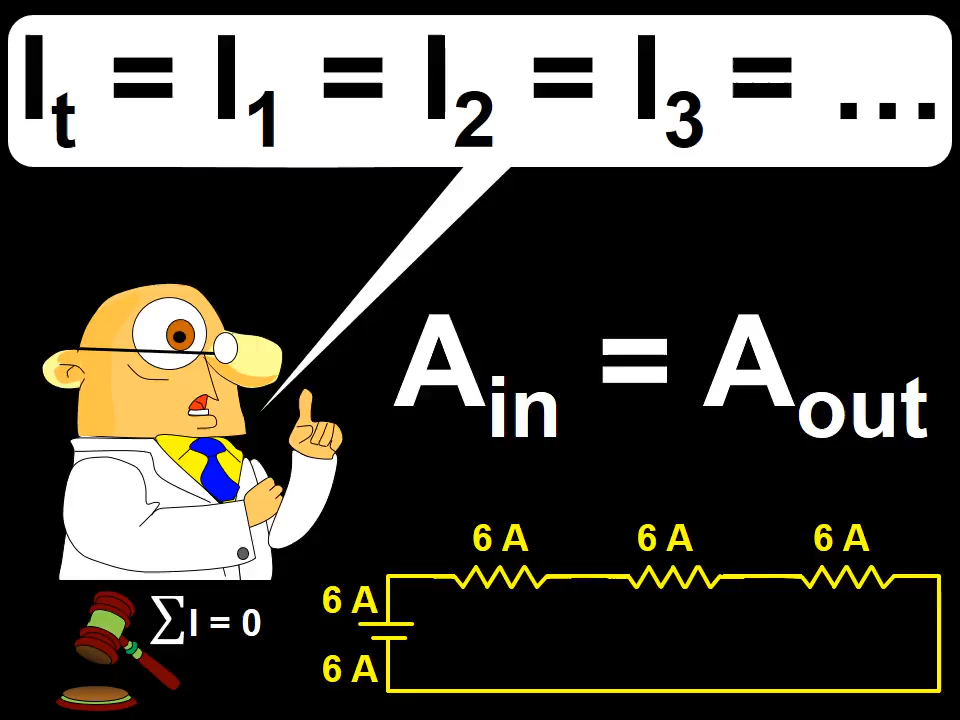 Iₜ = I₁ = I₂ = I₃ = ...
Aᵢₙ = Aₒᵤₜ
6 A 6 A 6 A
6 A
∑I = 0
6 A